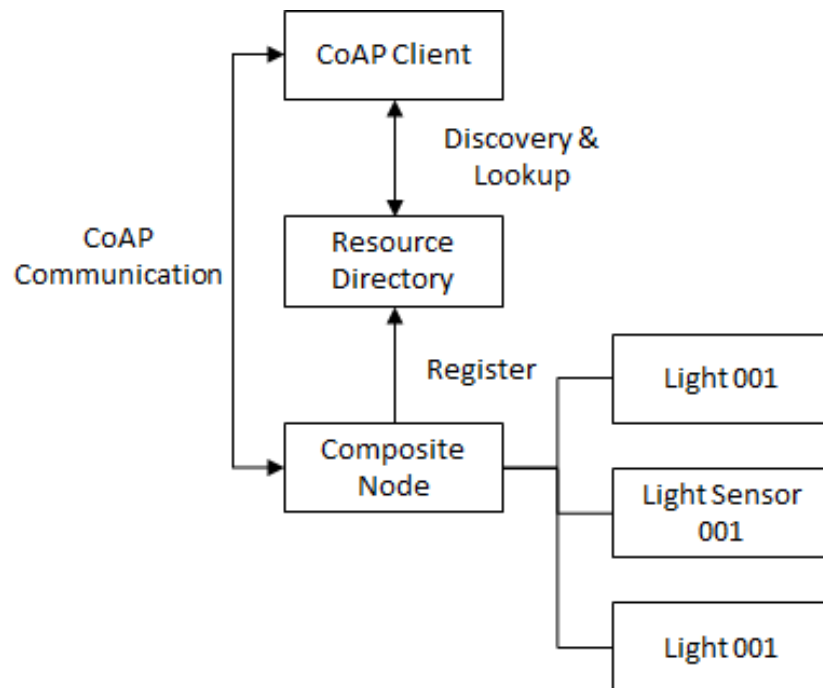 CoAP Client
Discovery &
Lookup
CoAP
Communication
Resource
Directory
Register
Light 001
Composite
Node
Light Sensor
001
Light 001